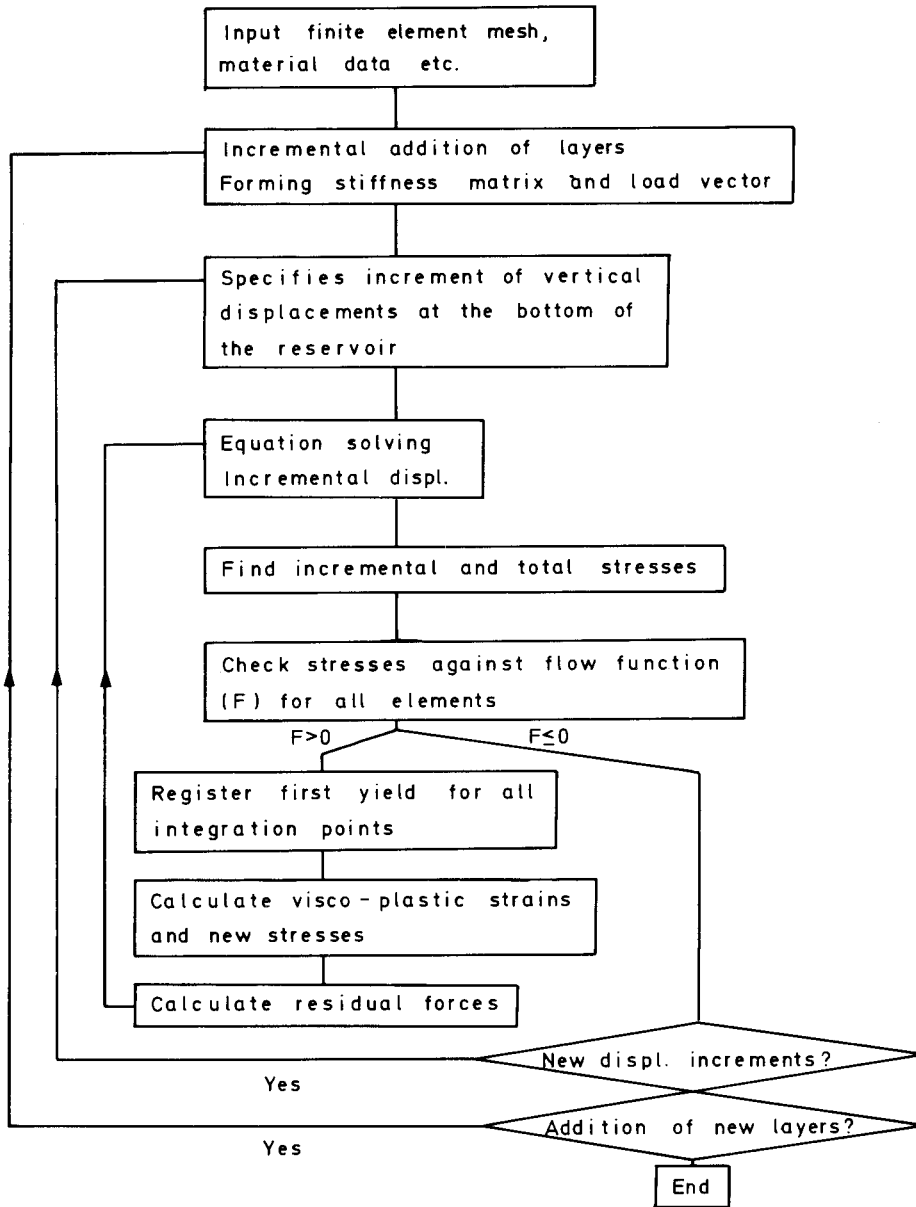 Input finite element mesh,
material data etc.
Incremental addition of layers
Forming stiffness matrix and load vector
Specifies increment of vertical
displacements at the bottom of
the reservoir
Equation solving
Incremental displ.
Find incremental and total stresses
Check stresses against flow function
(F) for all elements
F>0
F≤0
Register first yield for all
integration points
Calculate visco-plastic strains
and new stresses
Calculate residual forces
New displ. increments?
Yes
Addition of new layers?
Yes
End